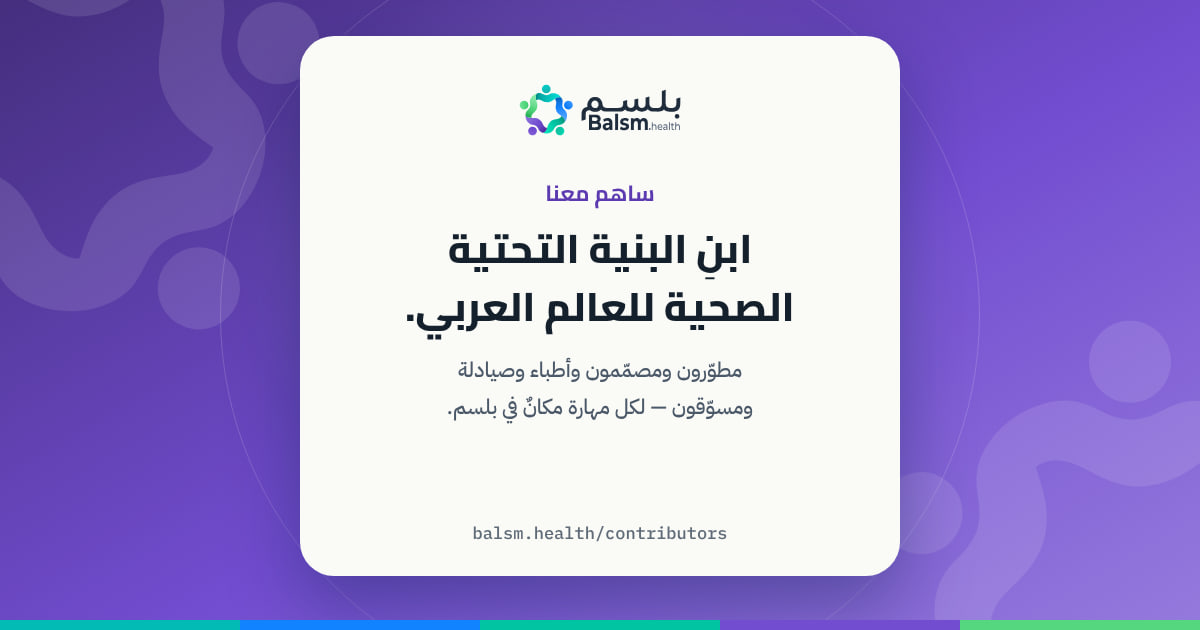 بلسم
Balsm.health
ساهم معنا
ابنِ البنية التحتية
الصحية للعالم العربي.
مطوّرون ومصمّمون وأطباء وصيادلة
ومسوّقون — لكل مهارة مكانٌ في بلسم.
balsm.health/contributors